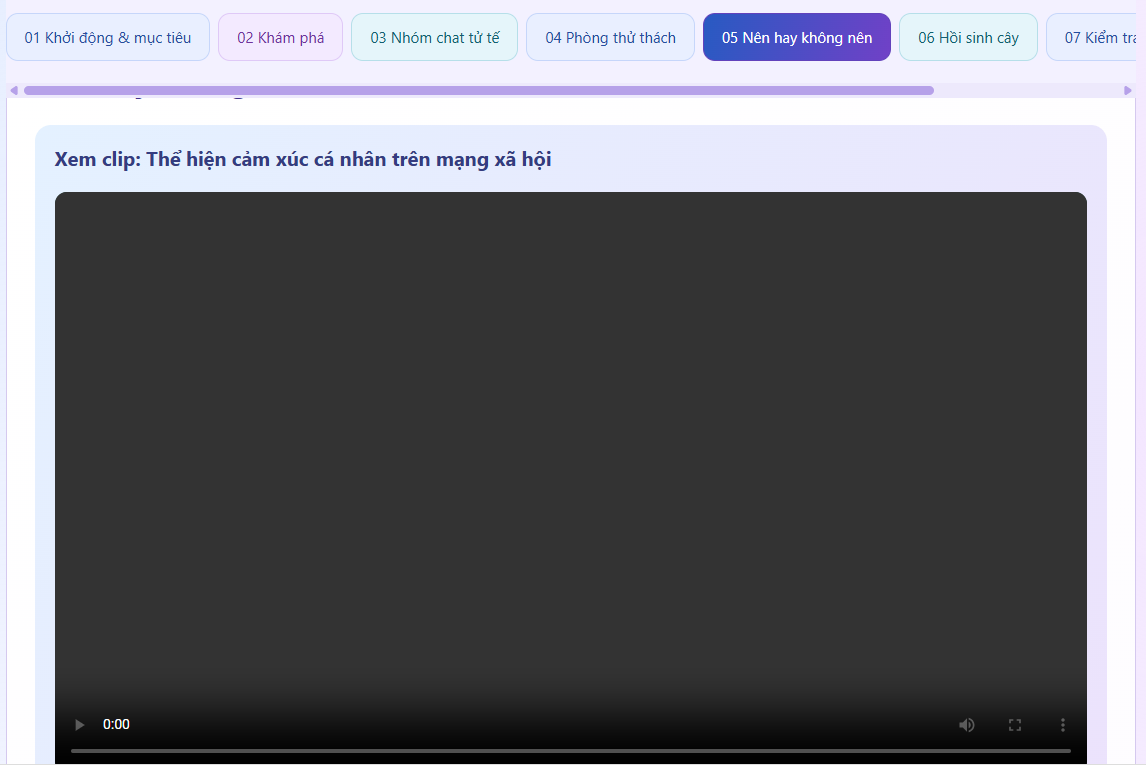 01 Khởi động & mục tiêu
02 Khám phá
03 Nhóm chat tử tế
04 Phòng thử thách
05 Nên hay không nên
06 Hồi sinh cây
07 Kiểm
Xem clip: Thể hiện cảm xúc cá nhân trên mạng xã hội
0:00